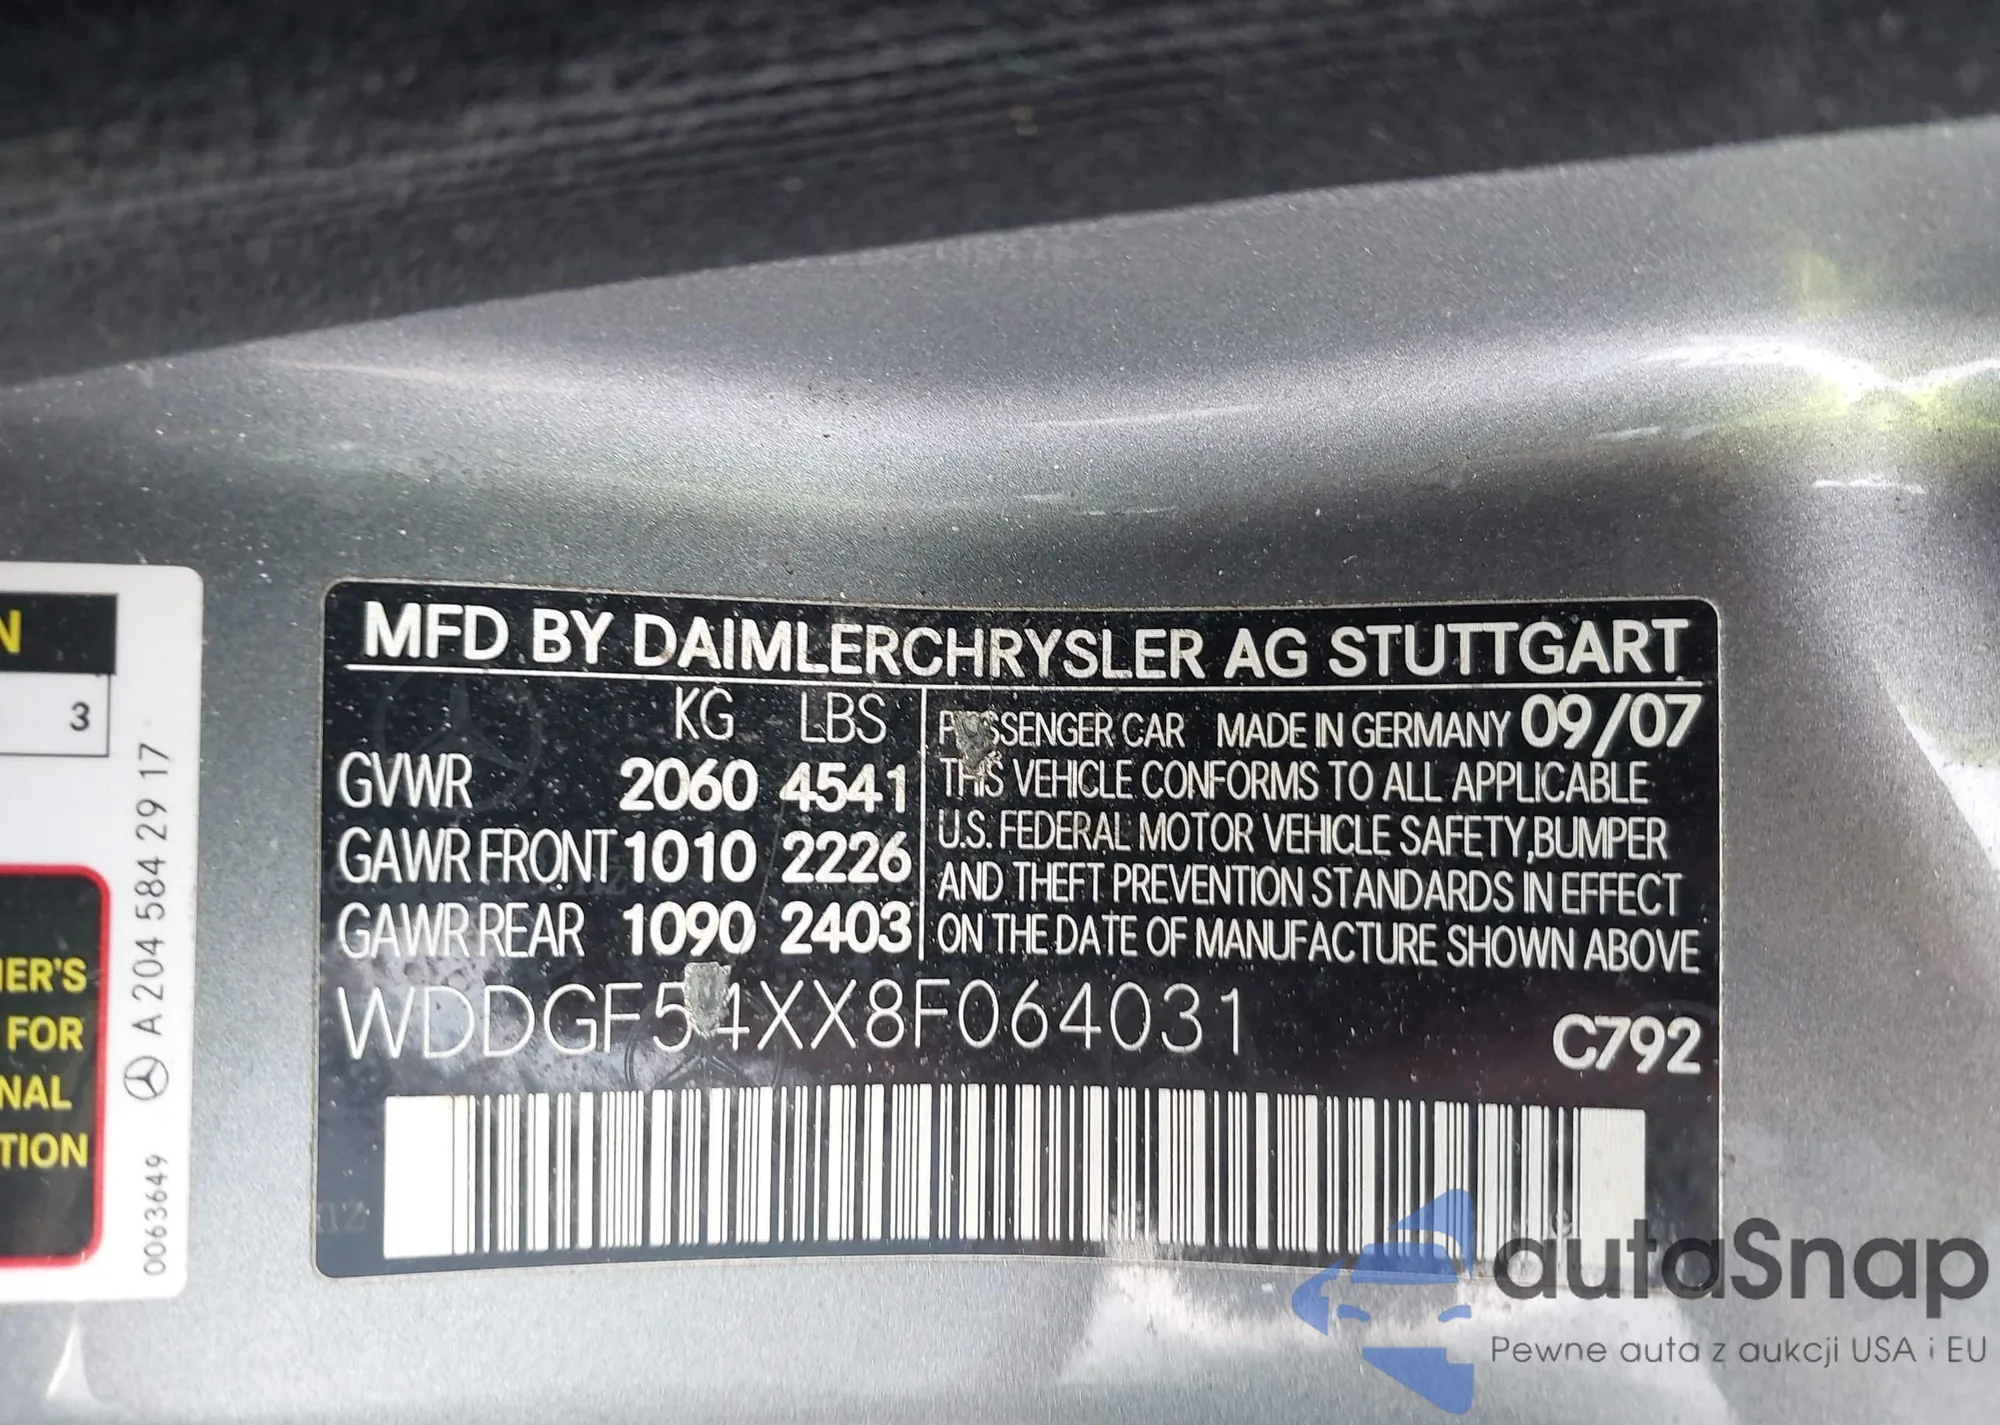 MFD BY DAIMLERCHRYSLER AG STUTTGART
KG LBS
GVWR 2060 4541
GAWR FRONT 1010 2226
GAWR REAR 1090 2403
PASSENGER CAR MADE IN GERMANY 09/07
THIS VEHICLE CONFORMS TO ALL APPLICABLE
U.S. FEDERAL MOTOR VEHICLE SAFETY,BUMPER
AND THEFT PREVENTION STANDARDS IN EFFECT
ON THE DATE OF MANUFACTURE SHOWN ABOVE
WDDGF54XX8F064031
C792
N
3
IER'S
FOR
NAL
TION
A 204 584 29 17
0063649
autaSnap
Pewne auta z aukcji USA i EU